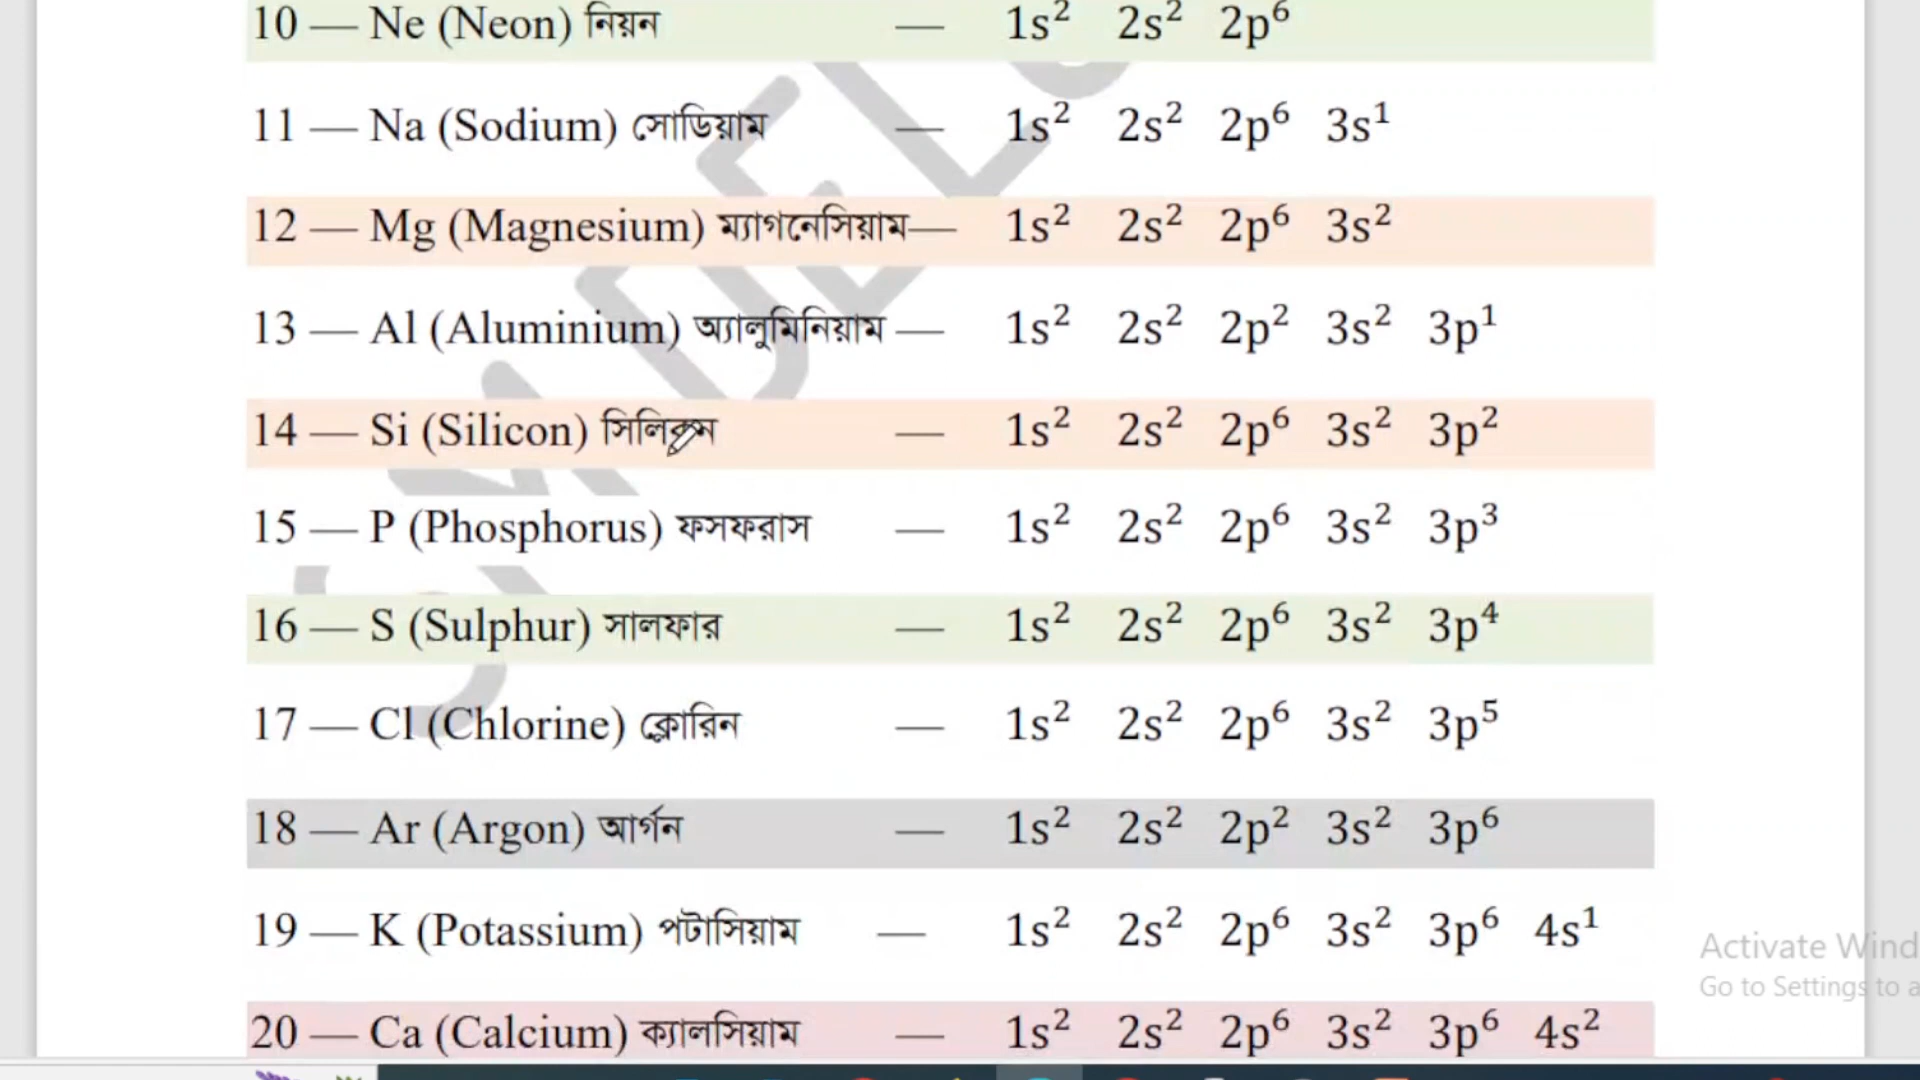 10 — Ne (Neon) নিয়ন — 1s² 2s² 2p⁶
11 — Na (Sodium) সোডিয়াম — 1s² 2s² 2p⁶ 3s¹
12 — Mg (Magnesium) ম্যাগনেসিয়াম— 1s² 2s² 2p⁶ 3s²
13 — Al (Aluminium) অ্যালুমিনিয়াম — 1s² 2s² 2p² 3s² 3p¹
14 — Si (Silicon) সিলিকন — 1s² 2s² 2p⁶ 3s² 3p²
15 — P (Phosphorus) ফসফরাস — 1s² 2s² 2p⁶ 3s² 3p³
16 — S (Sulphur) সালফার — 1s² 2s² 2p⁶ 3s² 3p⁴
17 — Cl (Chlorine) ক্লোরিন — 1s² 2s² 2p⁶ 3s² 3p⁵
18 — Ar (Argon) আর্গন — 1s² 2s² 2p² 3s² 3p⁶
19 — K (Potassium) পটাসিয়াম — 1s² 2s² 2p⁶ 3s² 3p⁶ 4s¹
Activate Wind
Go to Settings to a
20 — Ca (Calcium) ক্যালসিয়াম — 1s² 2s² 2p⁶ 3s² 3p⁶ 4s²